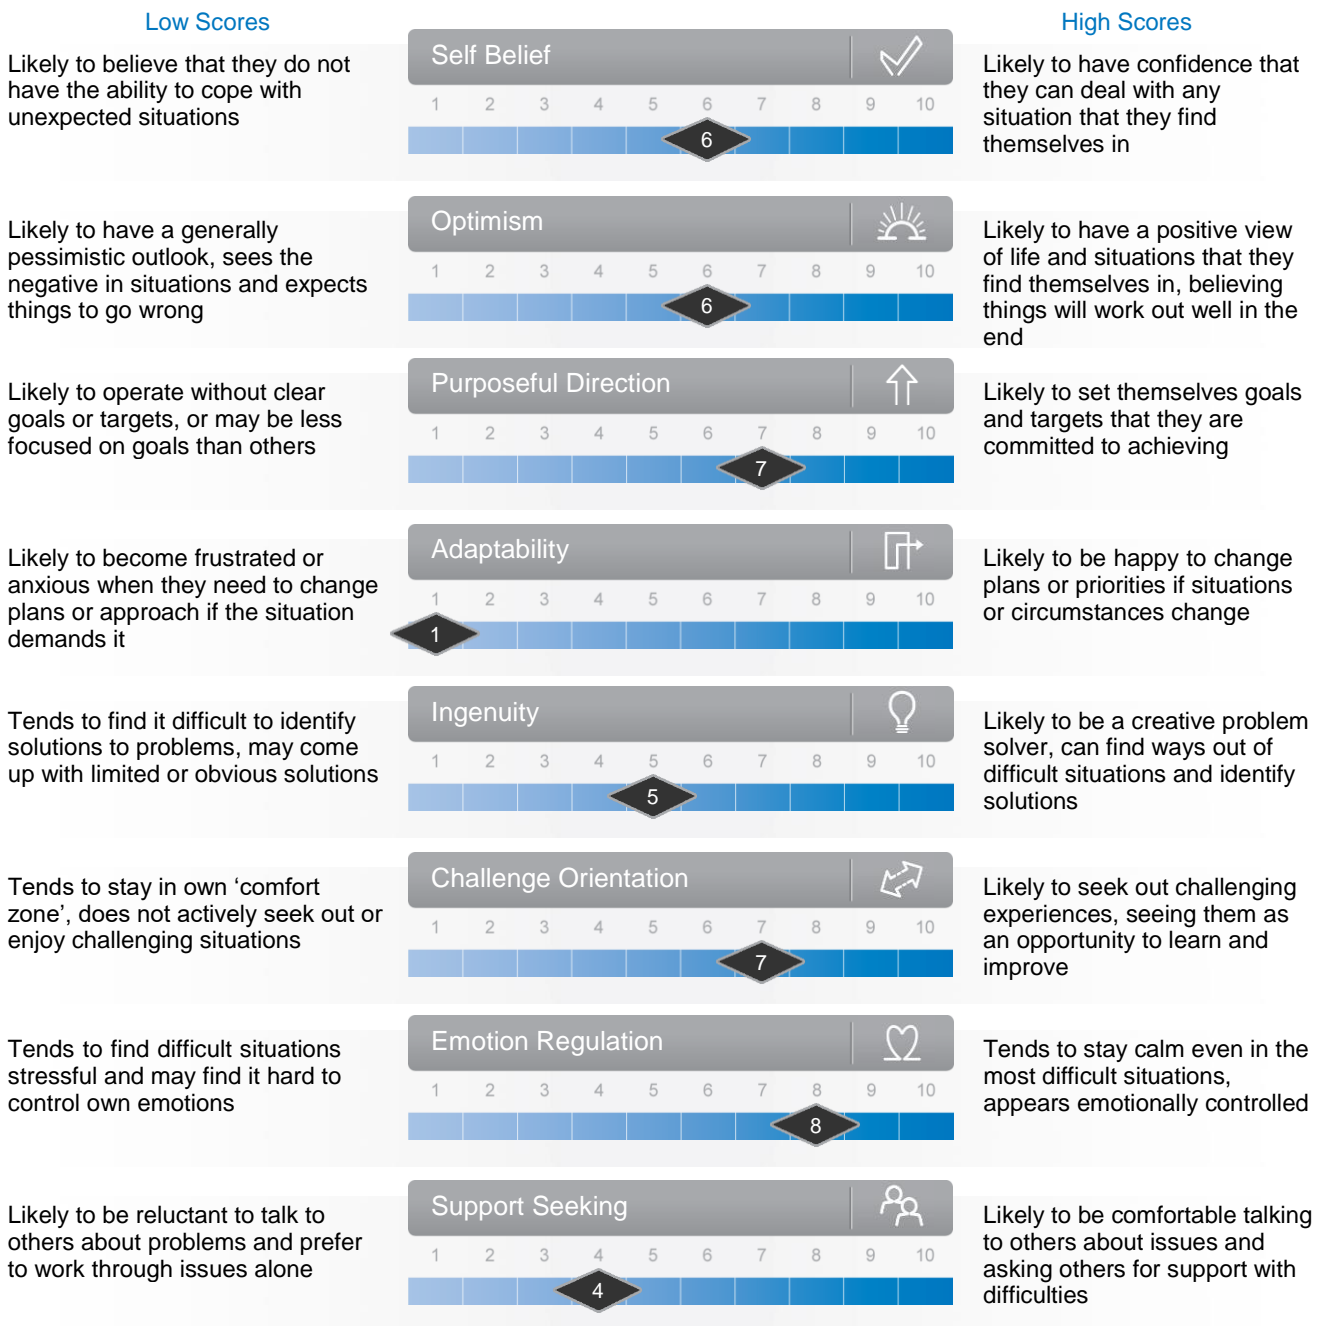 Low Scores
High Scores
Likely to believe that they do not
have the ability to cope with
unexpected situations
Self Belief
1 2 3 4 5 6 7 8 9 10
6
Likely to have confidence that
they can deal with any
situation that they find
themselves in
Likely to have a generally
pessimistic outlook, sees the
negative in situations and expects
things to go wrong
Optimism
1 2 3 4 5 6 7 8 9 10
6
Likely to have a positive view
of life and situations that they
find themselves in, believing
things will work out well in the
end
Likely to operate without clear
goals or targets, or may be less
focused on goals than others
Purposeful Direction
1 2 3 4 5 6 7 8 9 10
7
Likely to set themselves goals
and targets that they are
committed to achieving
Likely to become frustrated or
anxious when they need to change
plans or approach if the situation
demands it
Adaptability
1 2 3 4 5 6 7 8 9 10
1
Likely to be happy to change
plans or priorities if situations
or circumstances change
Tends to find it difficult to identify
solutions to problems, may come
up with limited or obvious solutions
Ingenuity
1 2 3 4 5 6 7 8 9 10
5
Likely to be a creative problem
solver, can find ways out of
difficult situations and identify
solutions
Tends to stay in own ‘comfort
zone’, does not actively seek out or
enjoy challenging situations
Challenge Orientation
1 2 3 4 5 6 7 8 9 10
7
Likely to seek out challenging
experiences, seeing them as
an opportunity to learn and
improve
Tends to find difficult situations
stressful and may find it hard to
control own emotions
Emotion Regulation
1 2 3 4 5 6 7 8 9 10
8
Tends to stay calm even in the
most difficult situations,
appears emotionally controlled
Likely to be reluctant to talk to
others about problems and prefer
to work through issues alone
Support Seeking
1 2 3 4 5 6 7 8 9 10
4
Likely to be comfortable talking
to others about issues and
asking others for support with
difficulties